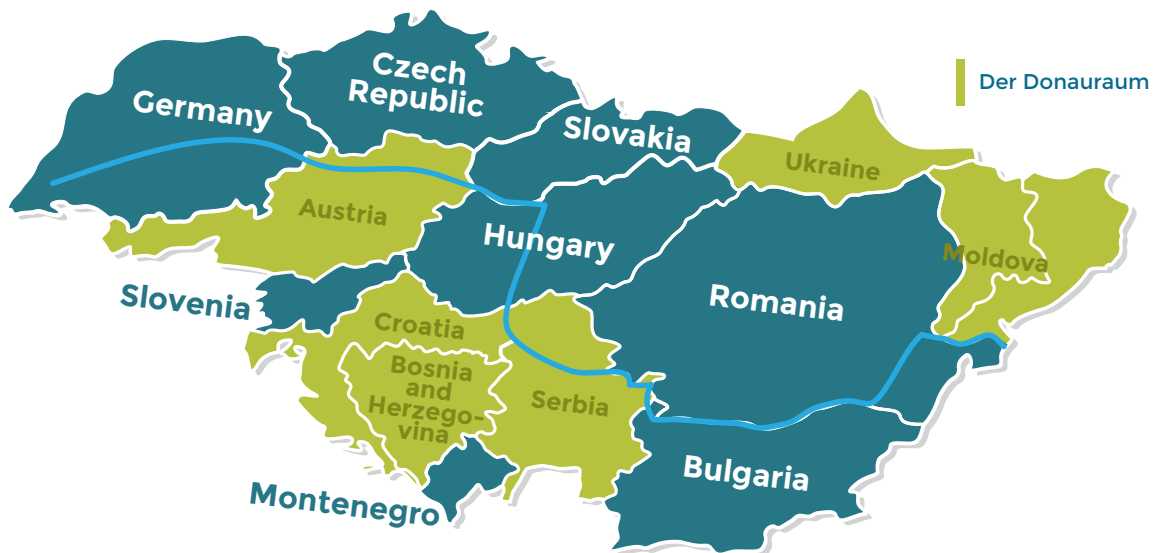 Czech
Republic
Der Donauraum
Germany
Slovakia
Ukraine
Austria
Hungary
Moldova
Slovenia
Romania
Croatia
Bosnia
and
Herzego-
vina
Serbia
Bulgaria
Montenegro